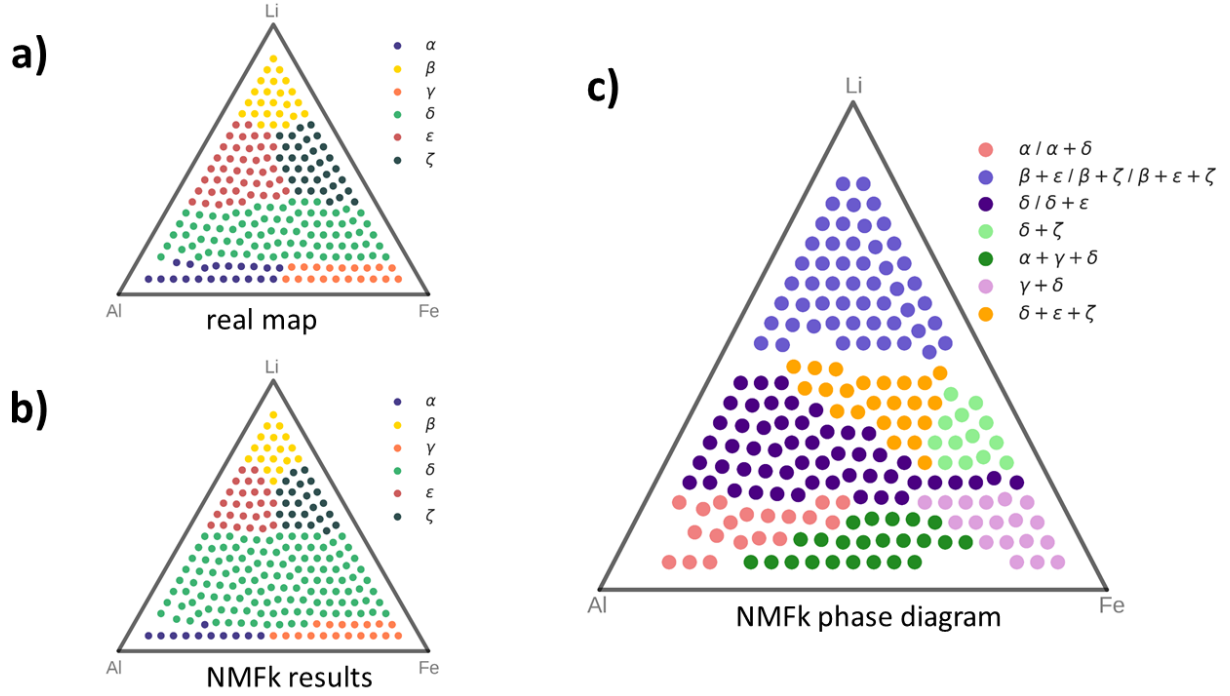 a)
Li
α
β
γ
δ
ε
ζ
Al
Fe
real map
b)
Li
α
β
γ
δ
ε
ζ
Al
Fe
NMFk results
c)
Li
α / α + δ
β + ε / β + ζ / β + ε + ζ
δ / δ + ε
δ + ζ
α + γ + δ
γ + δ
δ + ε + ζ
Al
Fe
NMFk phase diagram